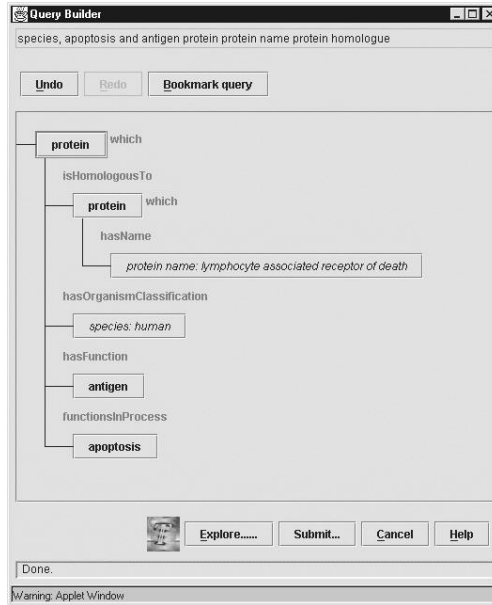 Query Builder
species, apoptosis and antigen protein protein name protein homologue
Undo Redo Bookmark query
protein which
isHomologousTo
protein which
hasName
protein name: lymphocyte associated receptor of death
hasOrganismClassification
species: human
hasFunction
antigen
functionsInProcess
apoptosis
Explore...... Submit... Cancel Help
Done.
Warning: Applet Window